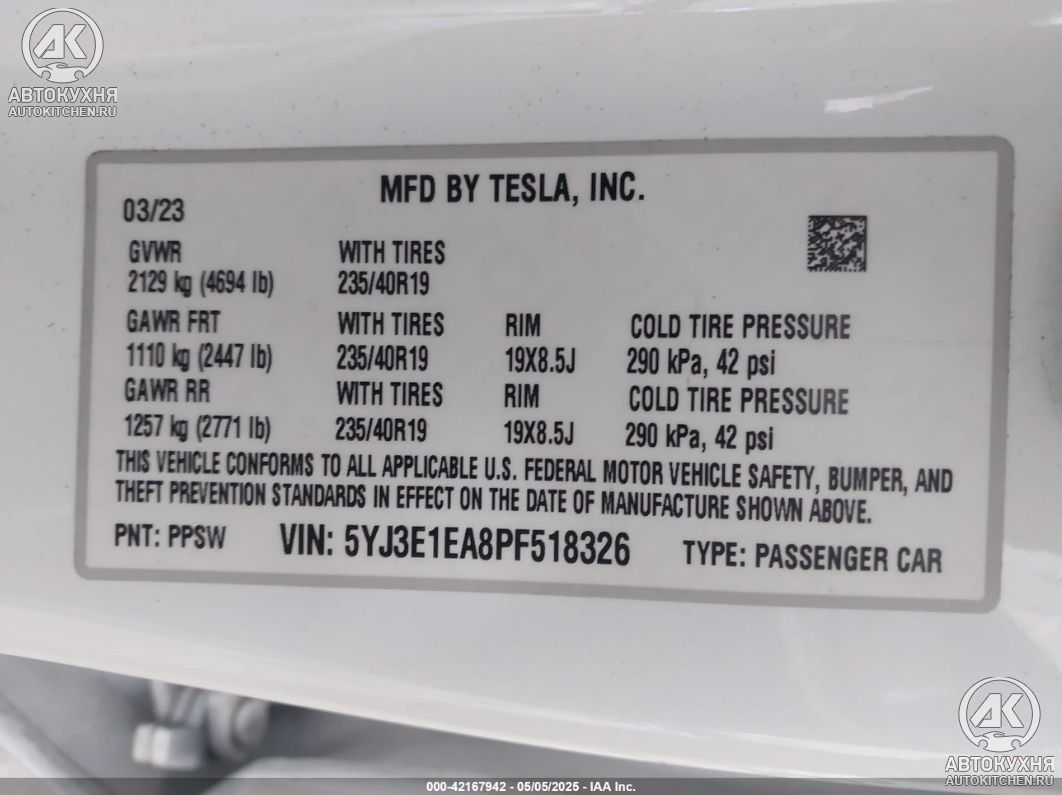 АК
АВТОКУХНЯ
AUTOKITCHEN.RU
MFD BY TESLA, INC.
03/23
GVWR WITH TIRES
2129 kg (4694 lb) 235/40R19
GAWR FRT WITH TIRES RIM COLD TIRE PRESSURE
1110 kg (2447 lb) 235/40R19 19X8.5J 290 kPa, 42 psi
GAWR RR WITH TIRES RIM COLD TIRE PRESSURE
1257 kg (2771 lb) 235/40R19 19X8.5J 290 kPa, 42 psi
THIS VEHICLE CONFORMS TO ALL APPLICABLE U.S. FEDERAL MOTOR VEHICLE SAFETY, BUMPER, AND
THEFT PREVENTION STANDARDS IN EFFECT ON THE DATE OF MANUFACTURE SHOWN ABOVE.
PNT: PPSW VIN: 5YJ3E1EA8PF518326 TYPE: PASSENGER CAR
АК
АВТОКУХНЯ
AUTOKITCHEN.RU
000-42167942 - 05/05/2025 - IAA Inc.